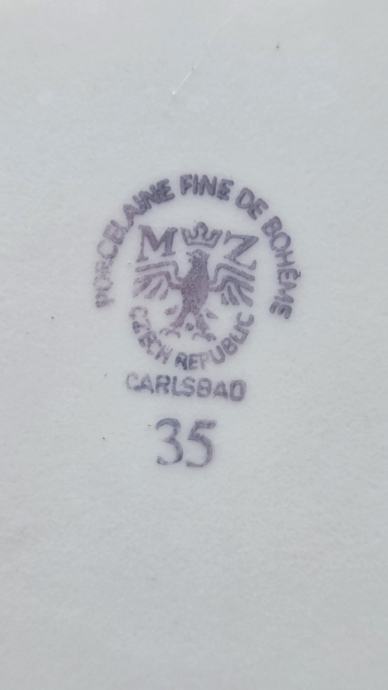 PORCELAINE FINE DE BOHÊME
M Z
CZECH REPUBLIC
CARLSBAD
35